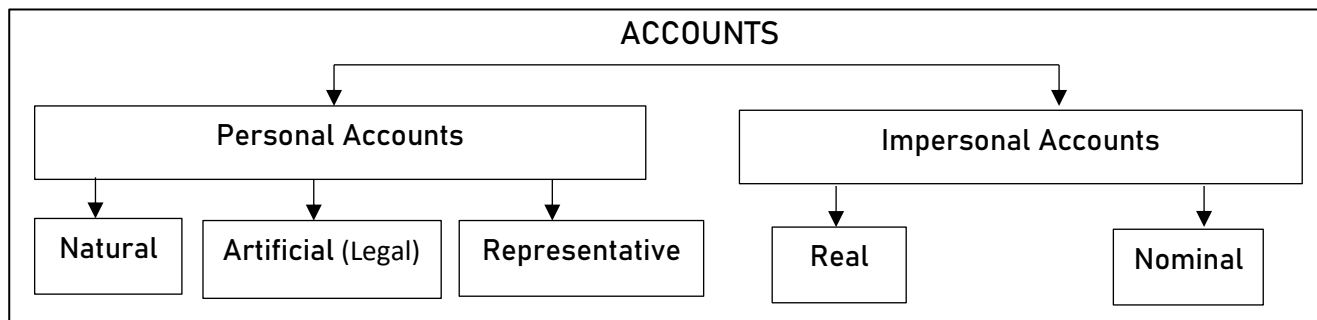 ACCOUNTS
Personal Accounts
Impersonal Accounts
Natural
Artificial (Legal)
Representative
Real
Nominal